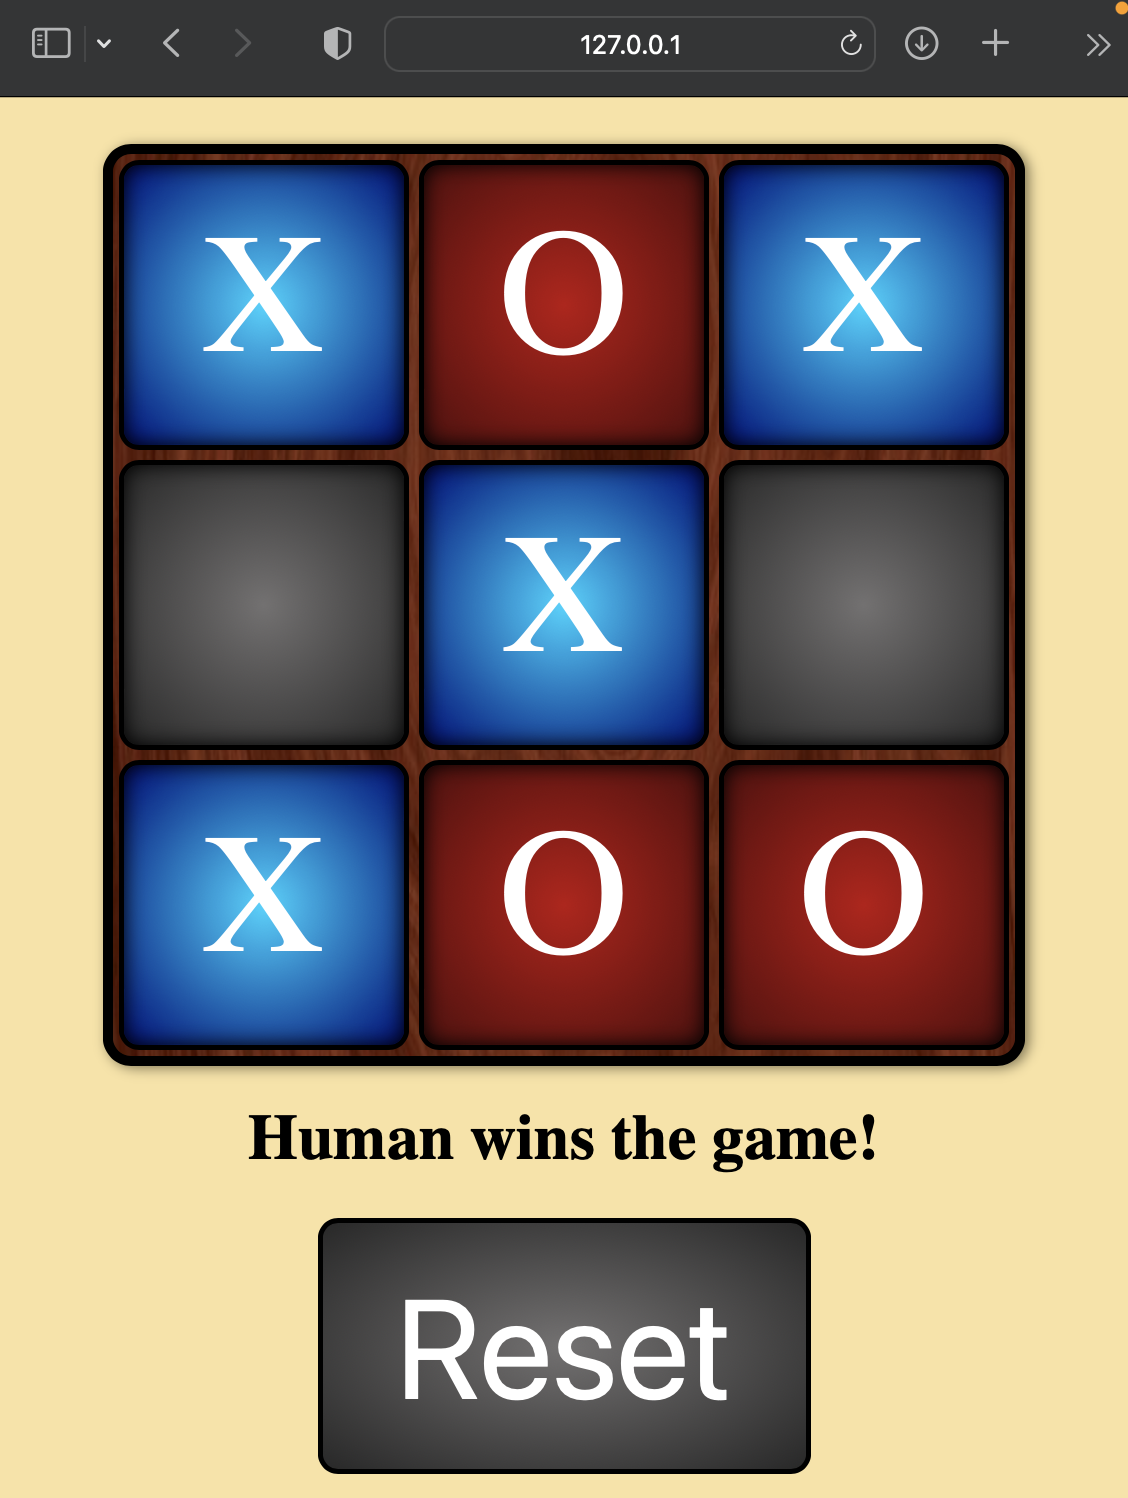 127.0.0.1
X O X
X
X O O
Human wins the game!
Reset